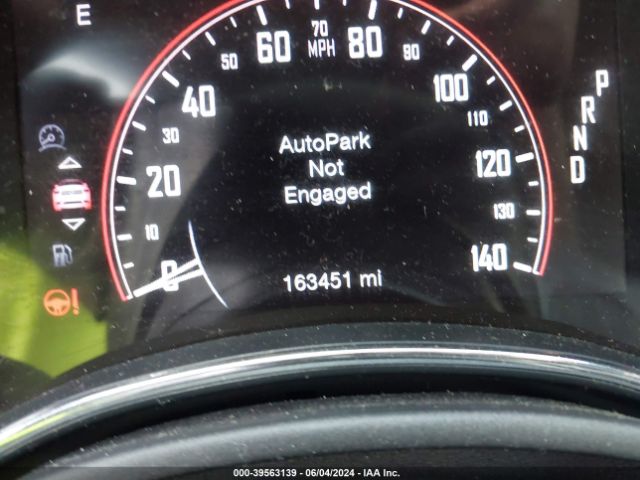 E
70
60 MPH 80
50 80
40 100
30 110
AutoPark
Not
Engaged
20 120
10 130
0 140
163451 mi
P
R
N
D
!
000-39563139 - 06/04/2024 - IAA Inc.